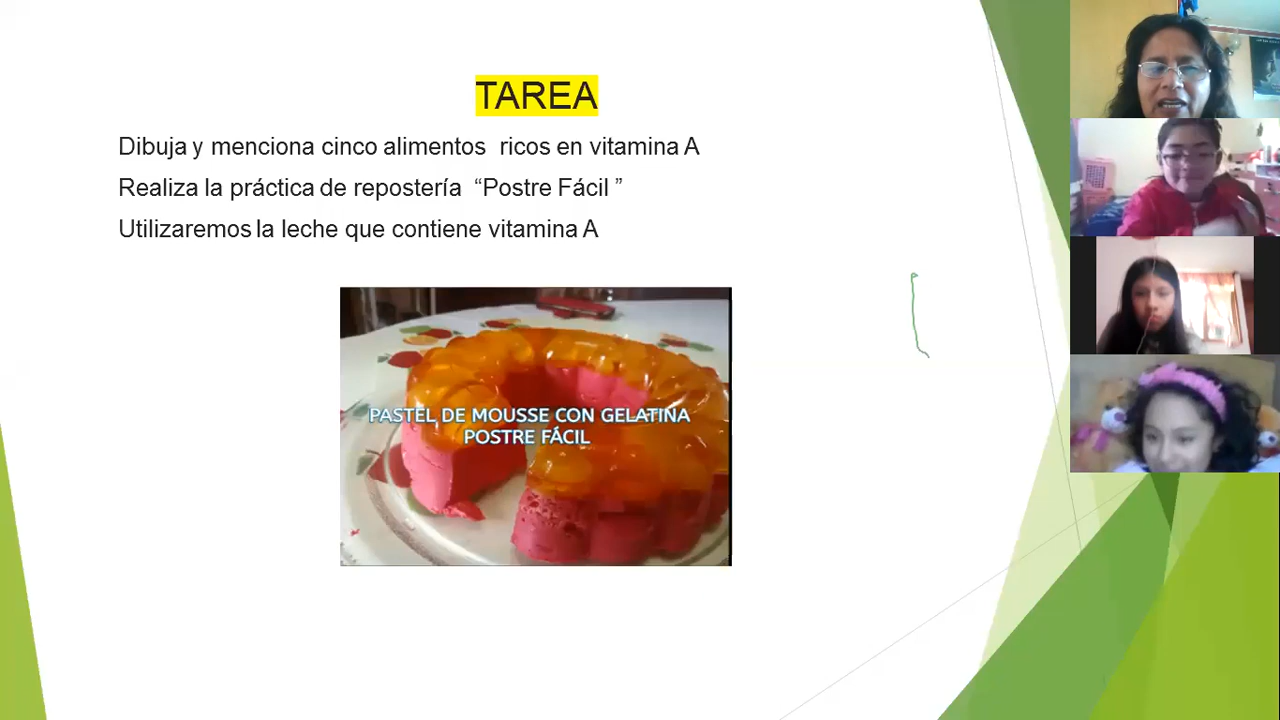 TAREA
Dibuja y menciona cinco alimentos ricos en vitamina A
Realiza la práctica de repostería “Postre Fácil ”
Utilizaremos la leche que contiene vitamina A
PASTEL DE MOUSSE CON GELATINA
POSTRE FÁCIL